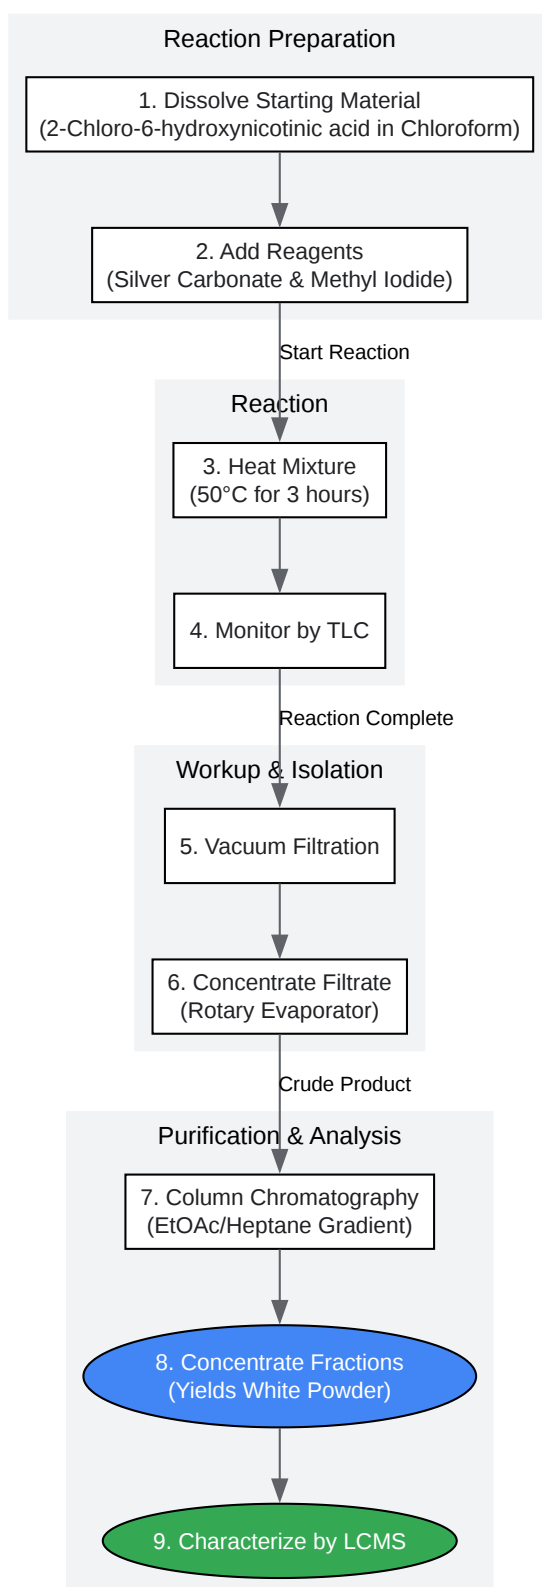 Reaction Preparation
1. Dissolve Starting Material
(2-Chloro-6-hydroxynicotinic acid in Chloroform)
2. Add Reagents
(Silver Carbonate & Methyl Iodide)
Start Reaction
Reaction
3. Heat Mixture
(50°C for 3 hours)
4. Monitor by TLC
Reaction Complete
Workup & Isolation
5. Vacuum Filtration
6. Concentrate Filtrate
(Rotary Evaporator)
Crude Product
Purification & Analysis
7. Column Chromatography
(EtOAc/Heptane Gradient)
8. Concentrate Fractions
(Yields White Powder)
9. Characterize by LCMS